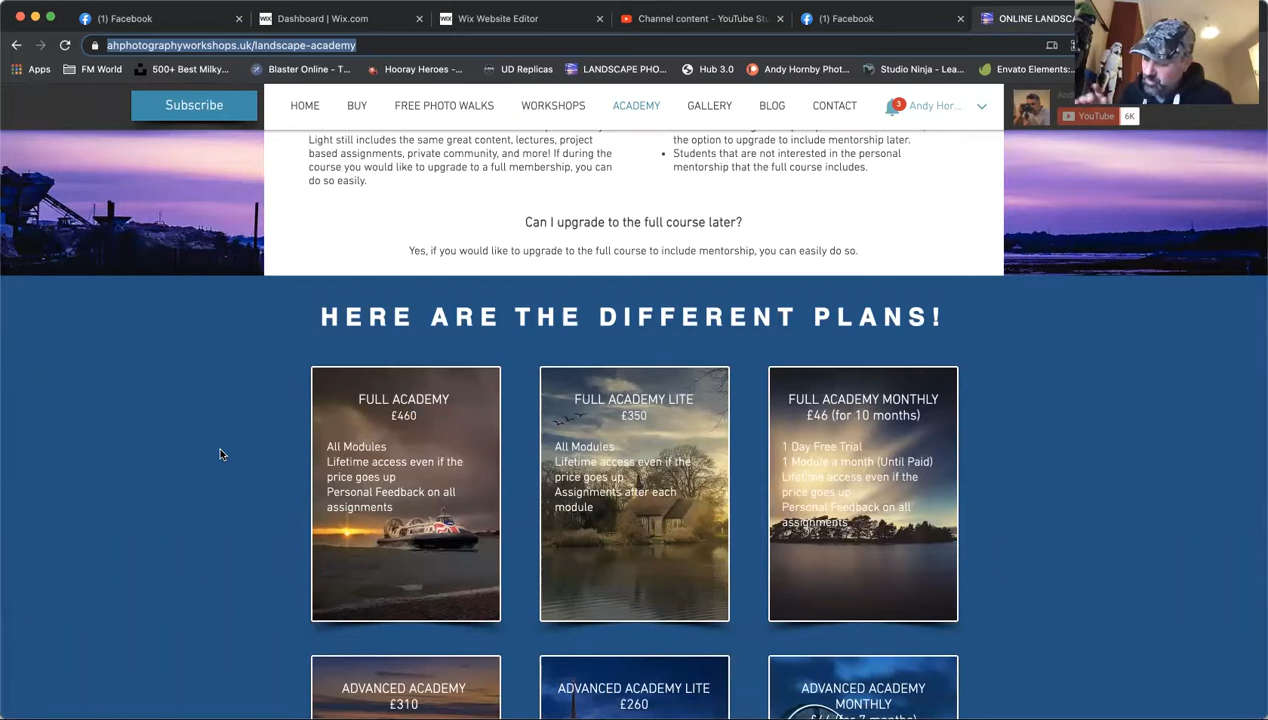 (1) Facebook
Dashboard | Wix.com
Wix Website Editor
Channel content - YouTube Stu
(1) Facebook
ONLINE LANDSCA
ahphotographyworkshops.uk/landscape-academy
Apps
FM World
500+ Best Milky...
Blaster Online - T...
Hooray Heroes -...
UD Replicas
LANDSCAPE PHO...
Hub 3.0
Andy Hornby Phot...
Studio Ninja - Lea...
Envato Elements:...
Subscribe
HOME
BUY
FREE PHOTO WALKS
WORKSHOPS
ACADEMY
GALLERY
BLOG
CONTACT
3
Andy Hor...
YouTube
6K
Light still includes the same great content, lectures, project
based assignments, private community, and more! If during the
course you would like to upgrade to a full membership, you can
do so easily.
the option to upgrade to include mentorship later.
• Students that are not interested in the personal
mentorship that the full course includes.
Can I upgrade to the full course later?
Yes, if you would like to upgrade to the full course to include mentorship, you can easily do so.
HERE ARE THE DIFFERENT PLANS!
FULL ACADEMY
£460
All Modules
Lifetime access even if the
price goes up
Personal Feedback on all
assignments
FULL ACADEMY LITE
£350
All Modules
Lifetime access even if the
price goes up
Assignments after each
module
FULL ACADEMY MONTHLY
£46 (for 10 months)
1 Day Free Trial
1 Module a month (Until Paid)
Lifetime access even if the
price goes up
Personal Feedback on all
assignments
ADVANCED ACADEMY
£310
ADVANCED ACADEMY LITE
£260
ADVANCED ACADEMY
MONTHLY
(for 7 months)